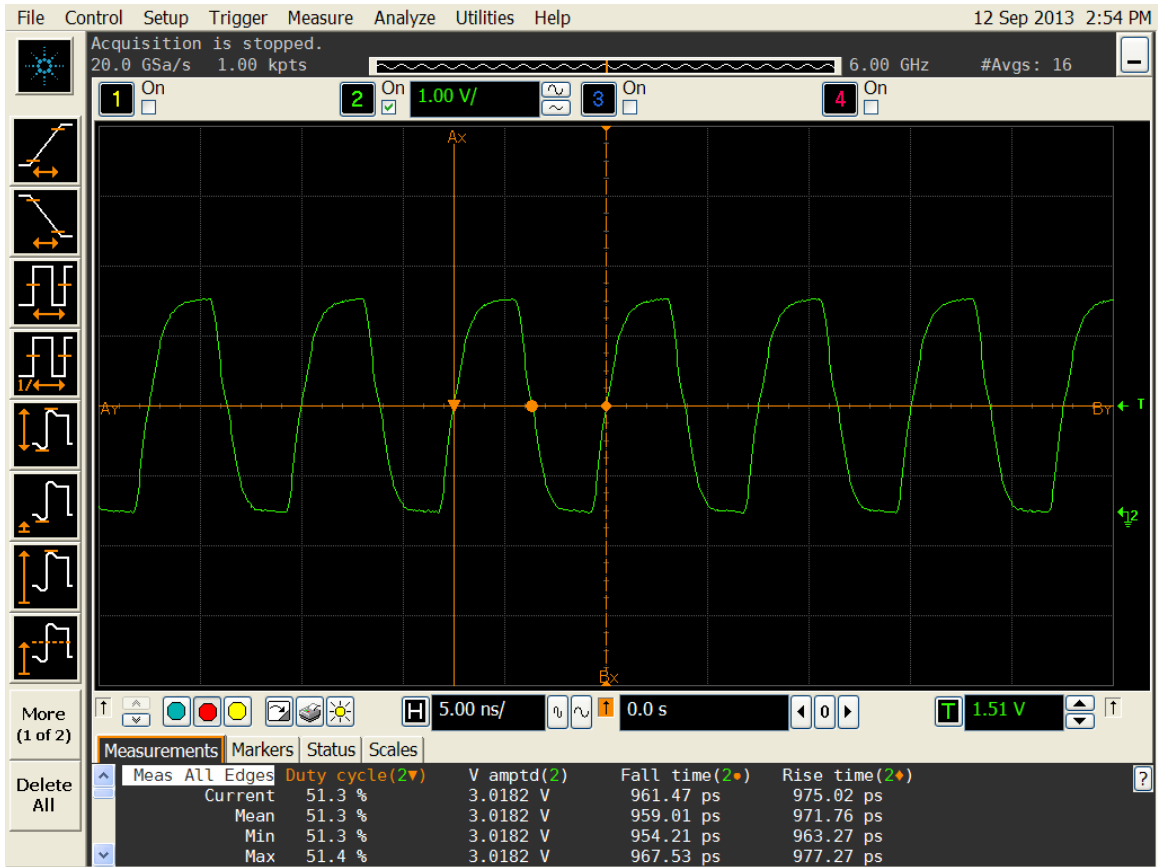 File Control Setup Trigger Measure Analyze Utilities Help 12 Sep 2013 2:54 PM
Acquisition is stopped.
20.0 GSa/s 1.00 kpts 6.00 GHz #Avgs: 16
1 On 2 On 1.00 V/ 3 On 4 On
Ax
1/
AY BY T
2
Bx
More
(1 of 2)
Delete
All
H 5.00 ns/ T 0.0 s 0 T 1.51 V
Measurements Markers Status Scales
Meas All Edges Duty cycle(2▼) V amptd(2) Fall time(2●) Rise time(2♦) ?
Current 51.3 % 3.0182 V 961.47 ps 975.02 ps
Mean 51.3 % 3.0182 V 959.01 ps 971.76 ps
Min 51.3 % 3.0182 V 954.21 ps 963.27 ps
Max 51.4 % 3.0182 V 967.53 ps 977.27 ps